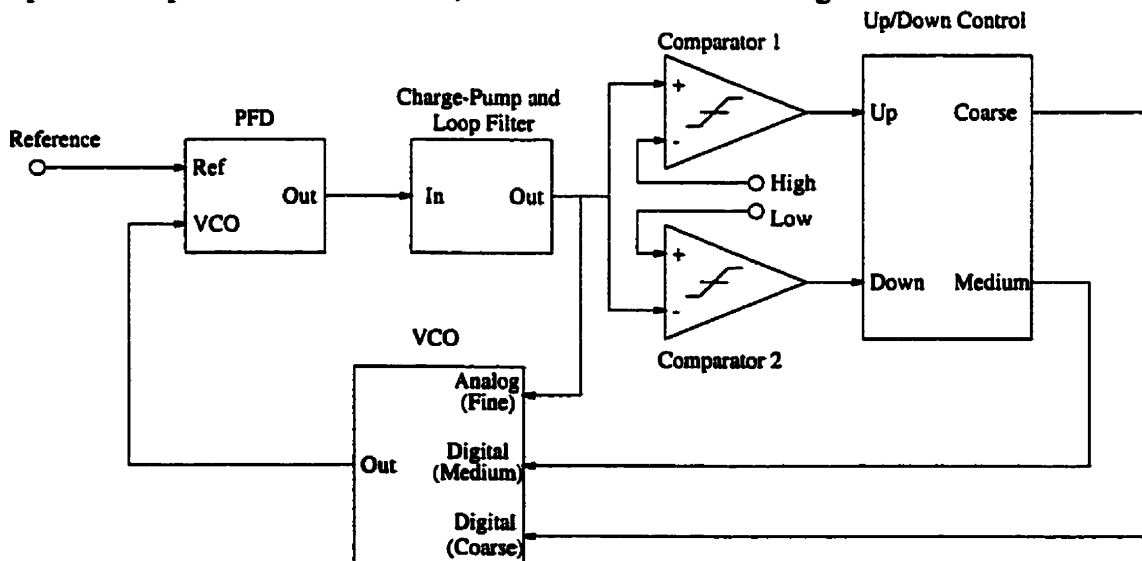 Up/Down Control
Comparator 1
Charge-Pump and
Loop Filter
PFD
Reference
Ref
Out
VCO
In
Out
+
-
High
Low
+
-
Up
Coarse
Down
Medium
Comparator 2
VCO
Analog
(Fine)
Out
Digital
(Medium)
Digital
(Coarse)